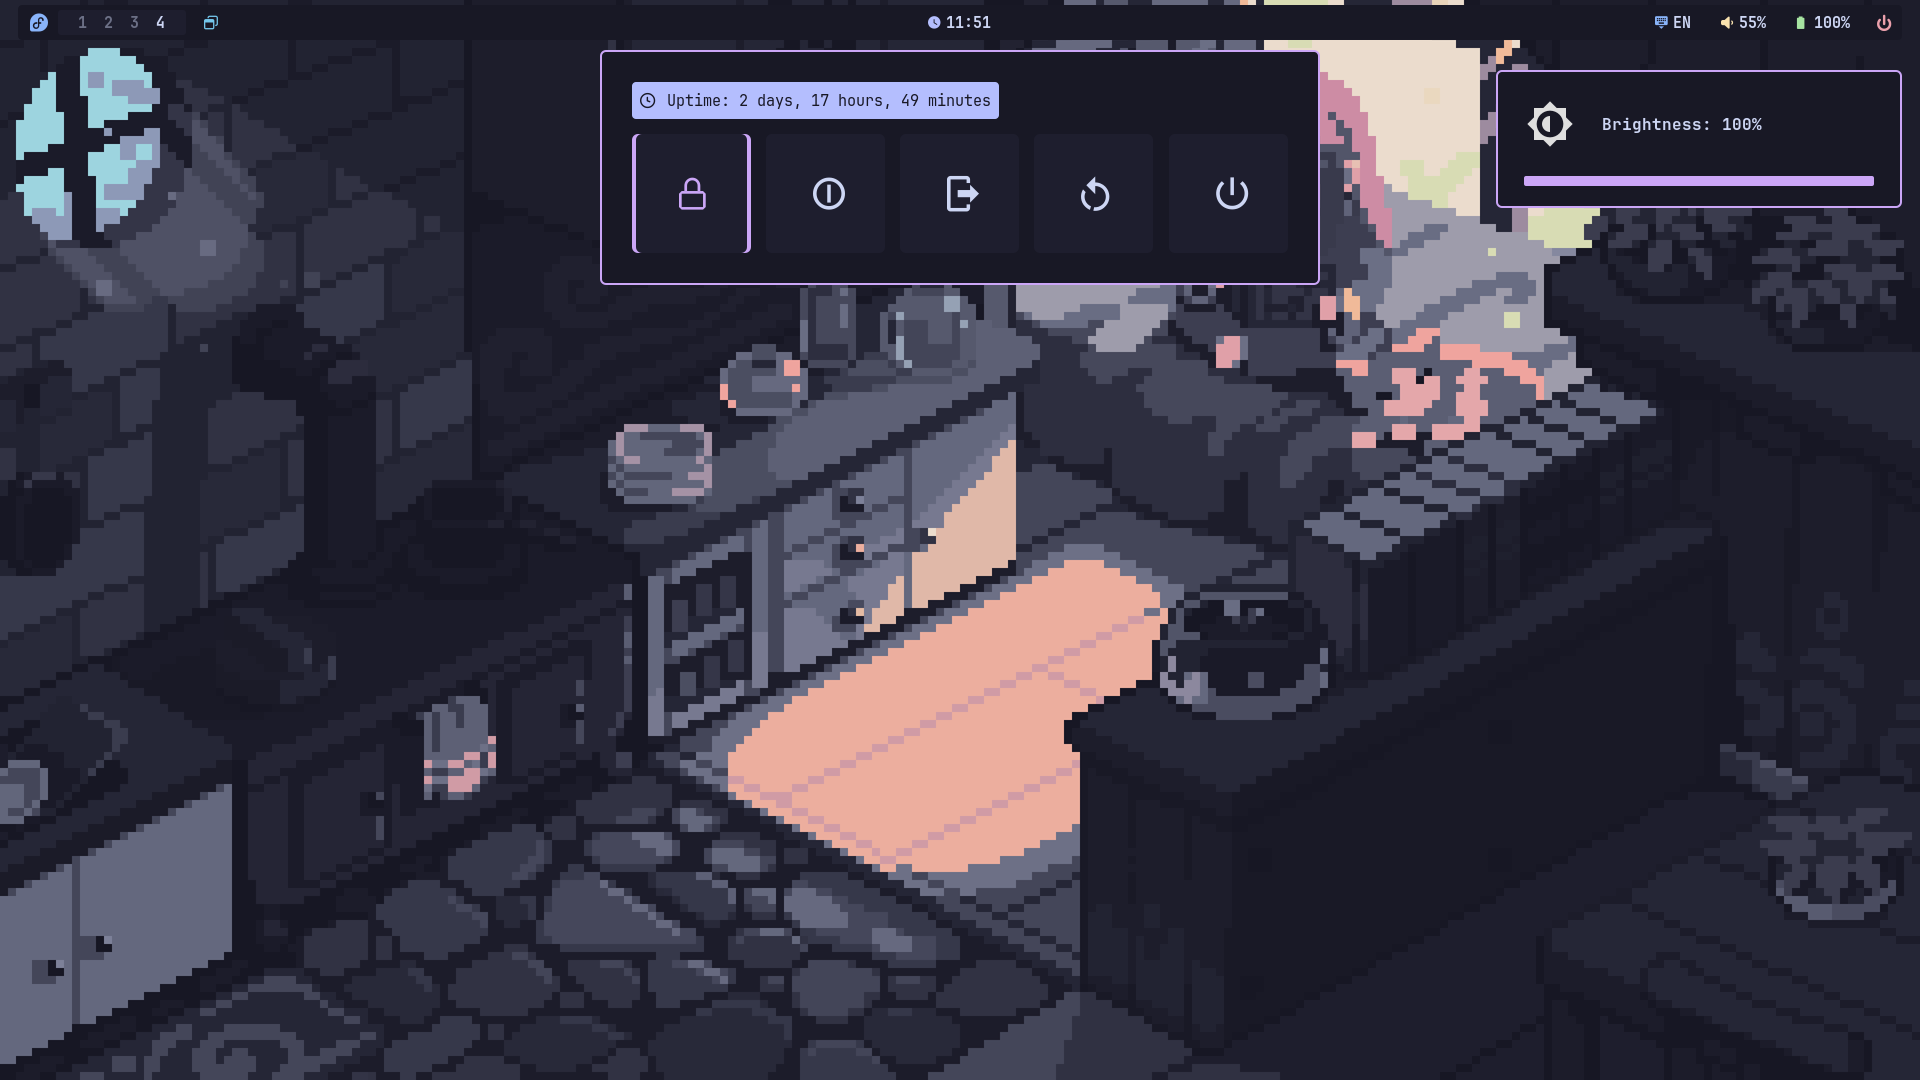 1 2 3 4
11:51
EN 55% 100%
Uptime: 2 days, 17 hours, 49 minutes
Brightness: 100%